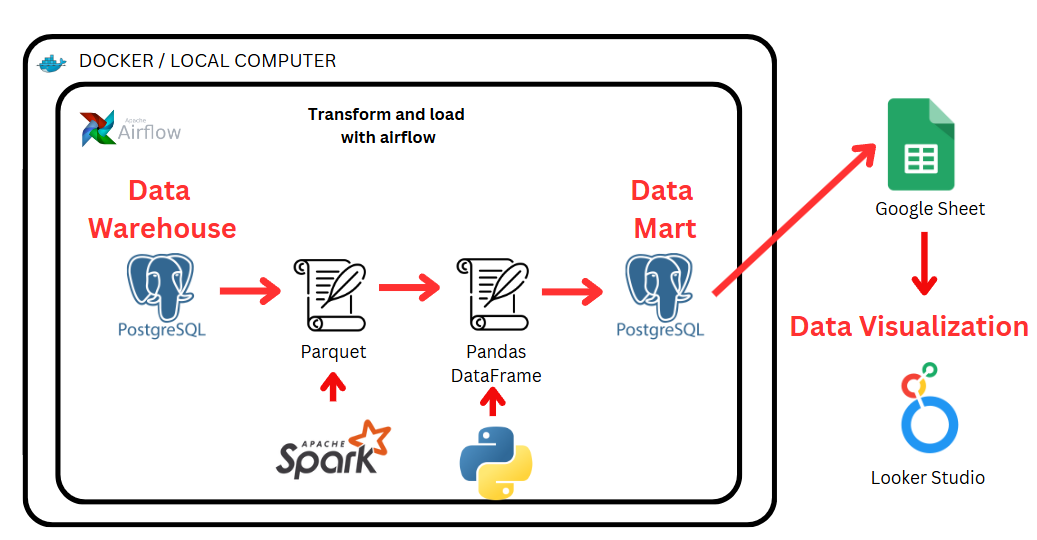 DOCKER / LOCAL COMPUTER
Apache
Airflow
Transform and load
with airflow
Data
Warehouse
Data
Mart
PostgreSQL
PostgreSQL
Parquet
Pandas
DataFrame
APACHE
Spark
Google Sheet
Data Visualization
Looker Studio